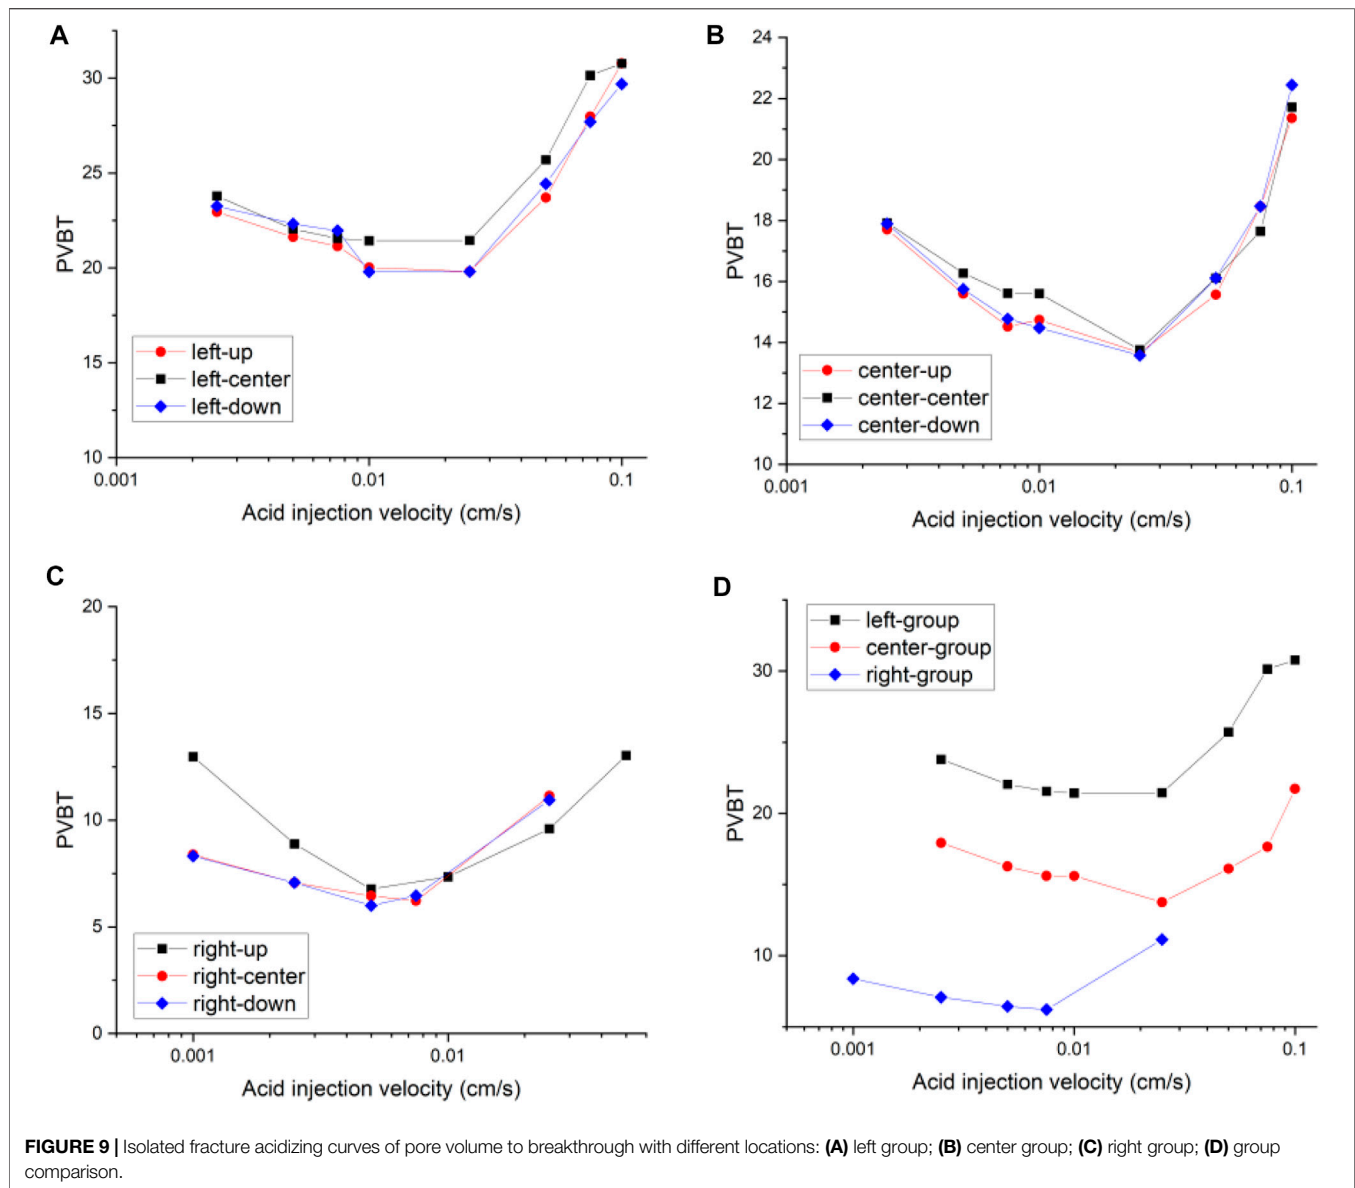 A
30
25
20
15
10
PVBT
left-up
left-center
left-down
0.001
0.01
0.1
Acid injection velocity (cm/s)
B
24
22
20
18
16
14
12
10
PVBT
center-up
center-center
center-down
0.001
0.01
0.1
Acid injection velocity (cm/s)
C
20
15
10
5
0
PVBT
right-up
right-center
right-down
0.001
0.01
Acid injection velocity (cm/s)
D
30
20
10
PVBT
left-group
center-group
right-group
0.001
0.01
0.1
Acid injection velocity (cm/s)
FIGURE 9 | Isolated fracture acidizing curves of pore volume to breakthrough with different locations: (A) left group; (B) center group; (C) right group; (D) group
comparison.